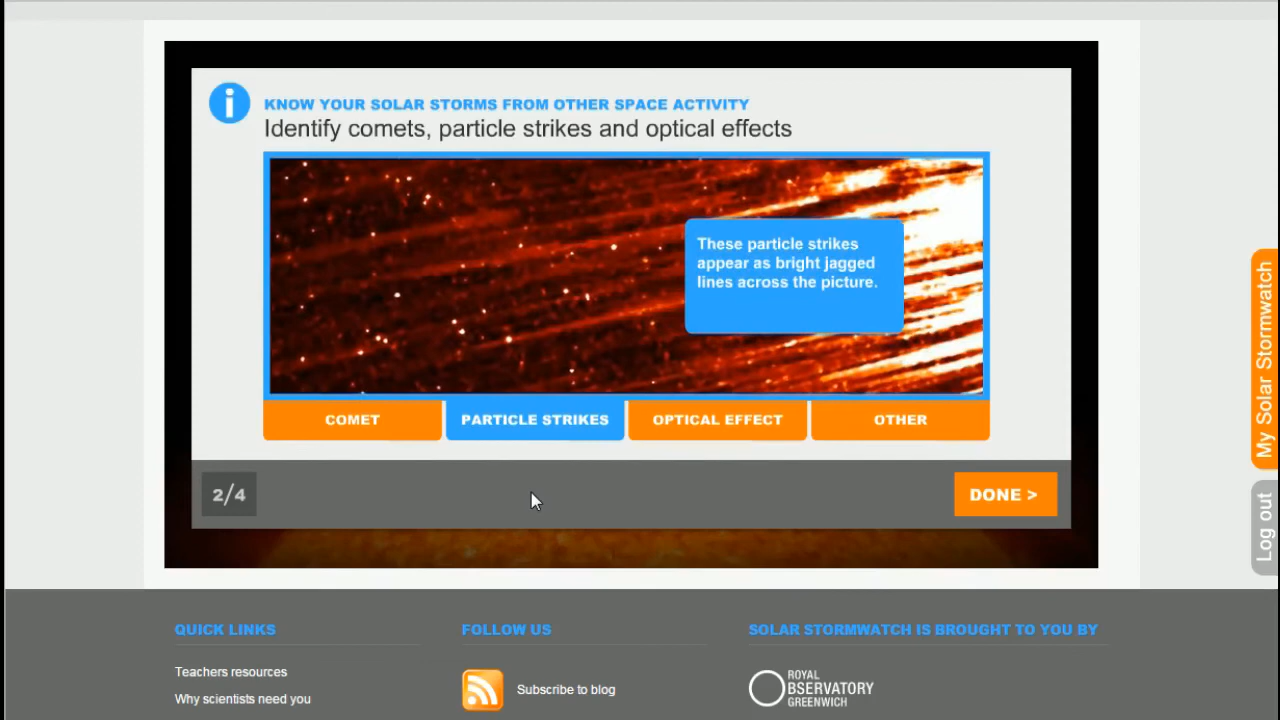 KNOW YOUR SOLAR STORMS FROM OTHER SPACE ACTIVITY
Identify comets, particle strikes and optical effects
These particle strikes
appear as bright jagged
lines across the picture.
COMET
PARTICLE STRIKES
OPTICAL EFFECT
OTHER
2/4
DONE >
My Solar Stormwatch
Log out
QUICK LINKS
Teachers resources
Why scientists need you
FOLLOW US
Subscribe to blog
SOLAR STORMWATCH IS BROUGHT TO YOU BY
ROYAL
OBSERVATORY
GREENWICH